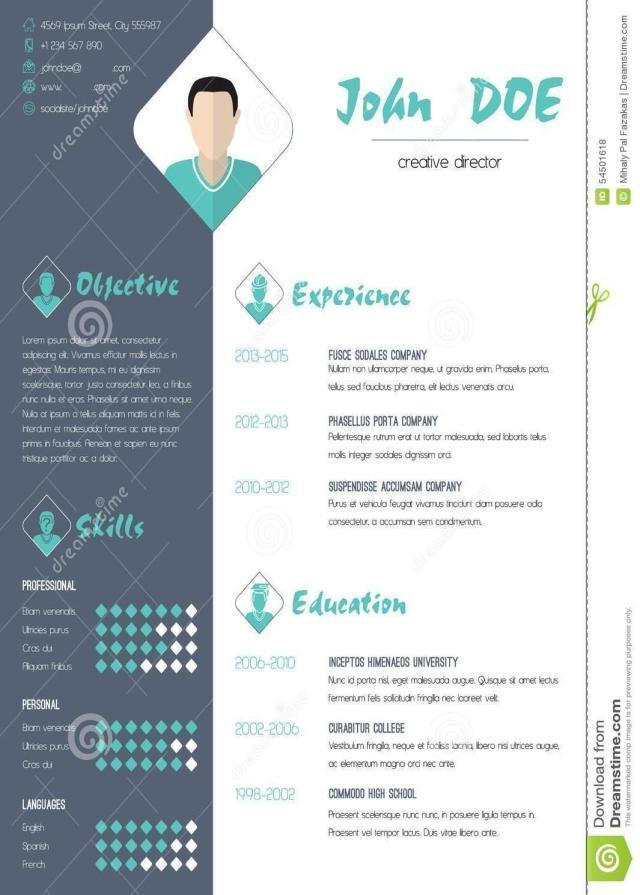 4569 Ipsum Street, City 555987
+1 234 567 890
johndoe@ .com
www. .com
socialsite/johndoe
John DOE
creative director
Objective
Lorem ipsum dolor sit amet, consectetur
adipiscing elit. Vivamus efficitur mollis lectus in
egestas. Mauris tempus, mi eu dignissim
scelerisque, tortor justo consectetur leo, a finibus
nunc nulla et eros. Phasellus sit amet urna neque.
Nulla at ipsum a tellus aliquam mattis id in felis.
Interdum et malesuada fames ac ante ipsum
primis in faucibus. Aenean et sapien eu nunc
tristique porttitor ac a dolor.
Skills
PROFESSIONAL
Etiam venenatis
Ultricies purus
Cras dui
Aliquam finibus
PERSONAL
Etiam venenatis
Ultricies purus
Cras dui
LANGUAGES
English
Spanish
French
Experience
2013-2015
FUSCE SODALES COMPANY
Nullam non ullamcorper neque, ut gravida enim. Phasellus porta,
tellus sed faucibus pharetra, elit lectus venenatis arcu.
2012-2013
PHASELLUS PORTA COMPANY
Pellentesque rutrum erat ut tortor malesuada, sed lobortis tellus
mollis integer sodales dignissim orci.
2010-2012
SUSPENDISSE ACCUMSAM COMPANY
Purus et vehicula feugiat vivamus tincidunt diam posuere odio
consectetur, a accumsan sem condimentum.
Education
2006-2010
INCEPTOS HIMENAEOS UNIVERSITY
Nunc id porta nisl, eget malesuada augue. Quisque sit amet lectus
fermentum felis sollicitudin fringilla nec laoreet velit.
2002-2006
CURABITUR COLLEGE
Vestibulum fringilla, neque et facilisis lacinia, libero nisl ultrices augue,
ac elementum magna orci nec ante.
1998-2002
COMMODO HIGH SCHOOL
Praesent scelerisque nunc nunc, in posuere ligula tempus in.
Praesent vel tempor lacus. Duis vitae libero ante.
dreamstime
dreamstime
ID 54501618
© Mihaly Pal Fazakas | Dreamstime.com
Download from
Dreamstime.com
This watermarked comp image is for previewing purposes only.